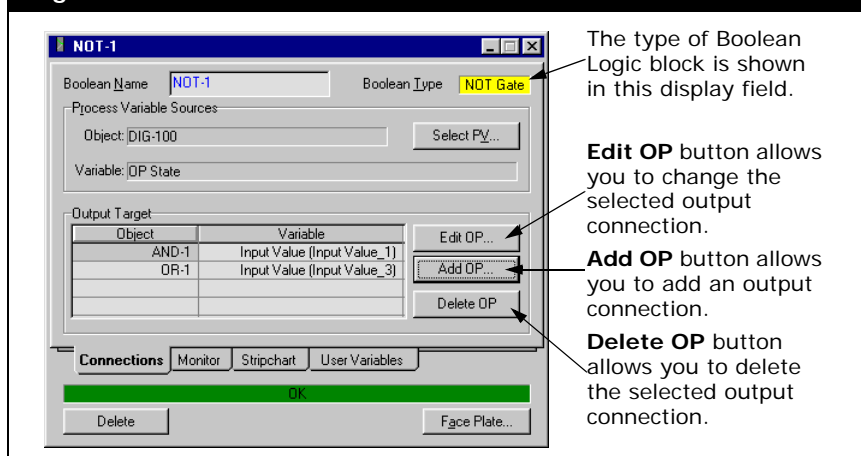 NOT-1
Boolean Name NOT-1 Boolean Type NOT Gate
Process Variable Sources
Object: DIG-100 Select PV...
Variable: OP State
Output Target
Object Variable
AND-1 Input Value (Input Value_1) Edit OP...
OR-1 Input Value (Input Value_3) Add OP...
Delete OP
Connections Monitor Stripchart User Variables
OK
Delete Face Plate...
The type of Boolean
Logic block is shown
in this display field.
Edit OP button allows
you to change the
selected output
connection.
Add OP button allows
you to add an output
connection.
Delete OP button
allows you to delete
the selected output
connection.